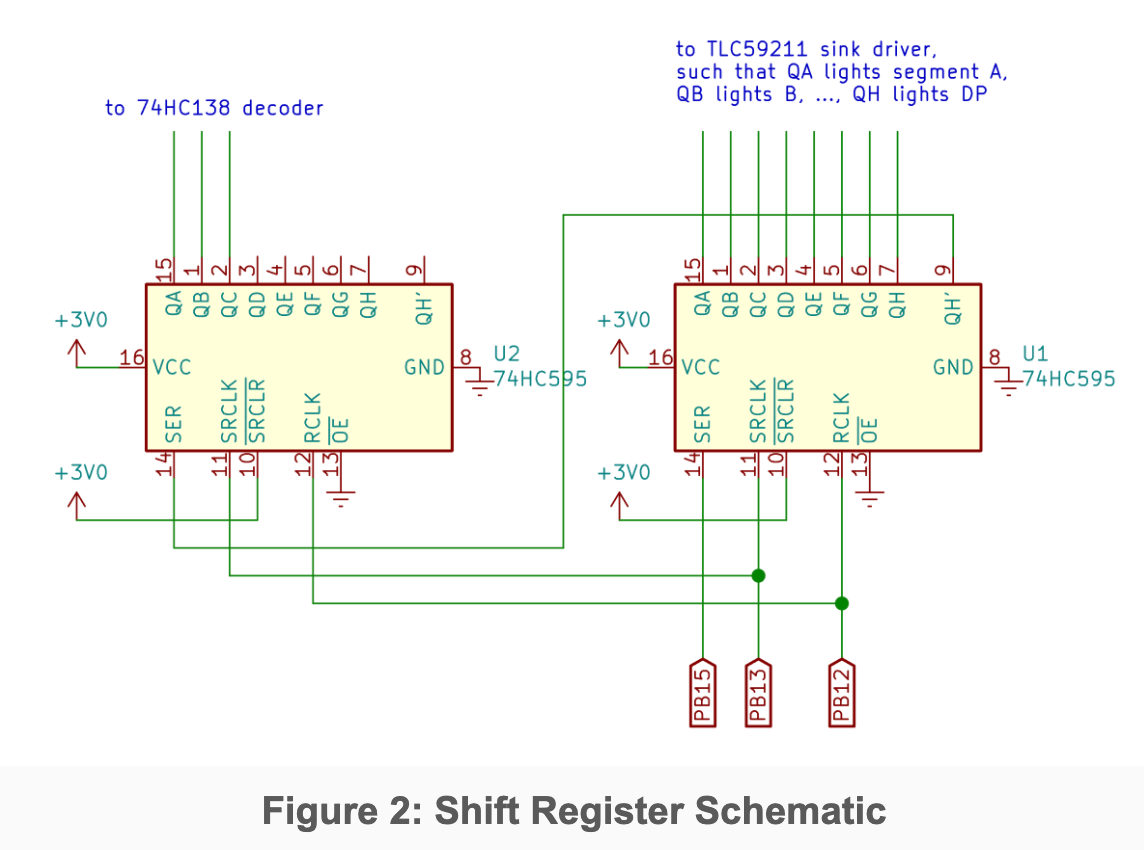 to TLC59211 sink driver,
such that QA lights segment A,
QB lights B, ..., QH lights DP
to 74HC138 decoder
15 1 2 3 4 5 6 7 9
QA QB QC QD QE QF QG QH QH'
+3V0
16 VCC
GND 8
U2
74HC595
SER SRCLK SRCLR RCLK OE
14 11 10 12 13
+3V0
15 1 2 3 4 5 6 7 9
QA QB QC QD QE QF QG QH QH'
+3V0
16 VCC
GND 8
U1
74HC595
SER SRCLK SRCLR RCLK OE
14 11 10 12 13
+3V0
PB15 PB13 PB12
Figure 2: Shift Register Schematic